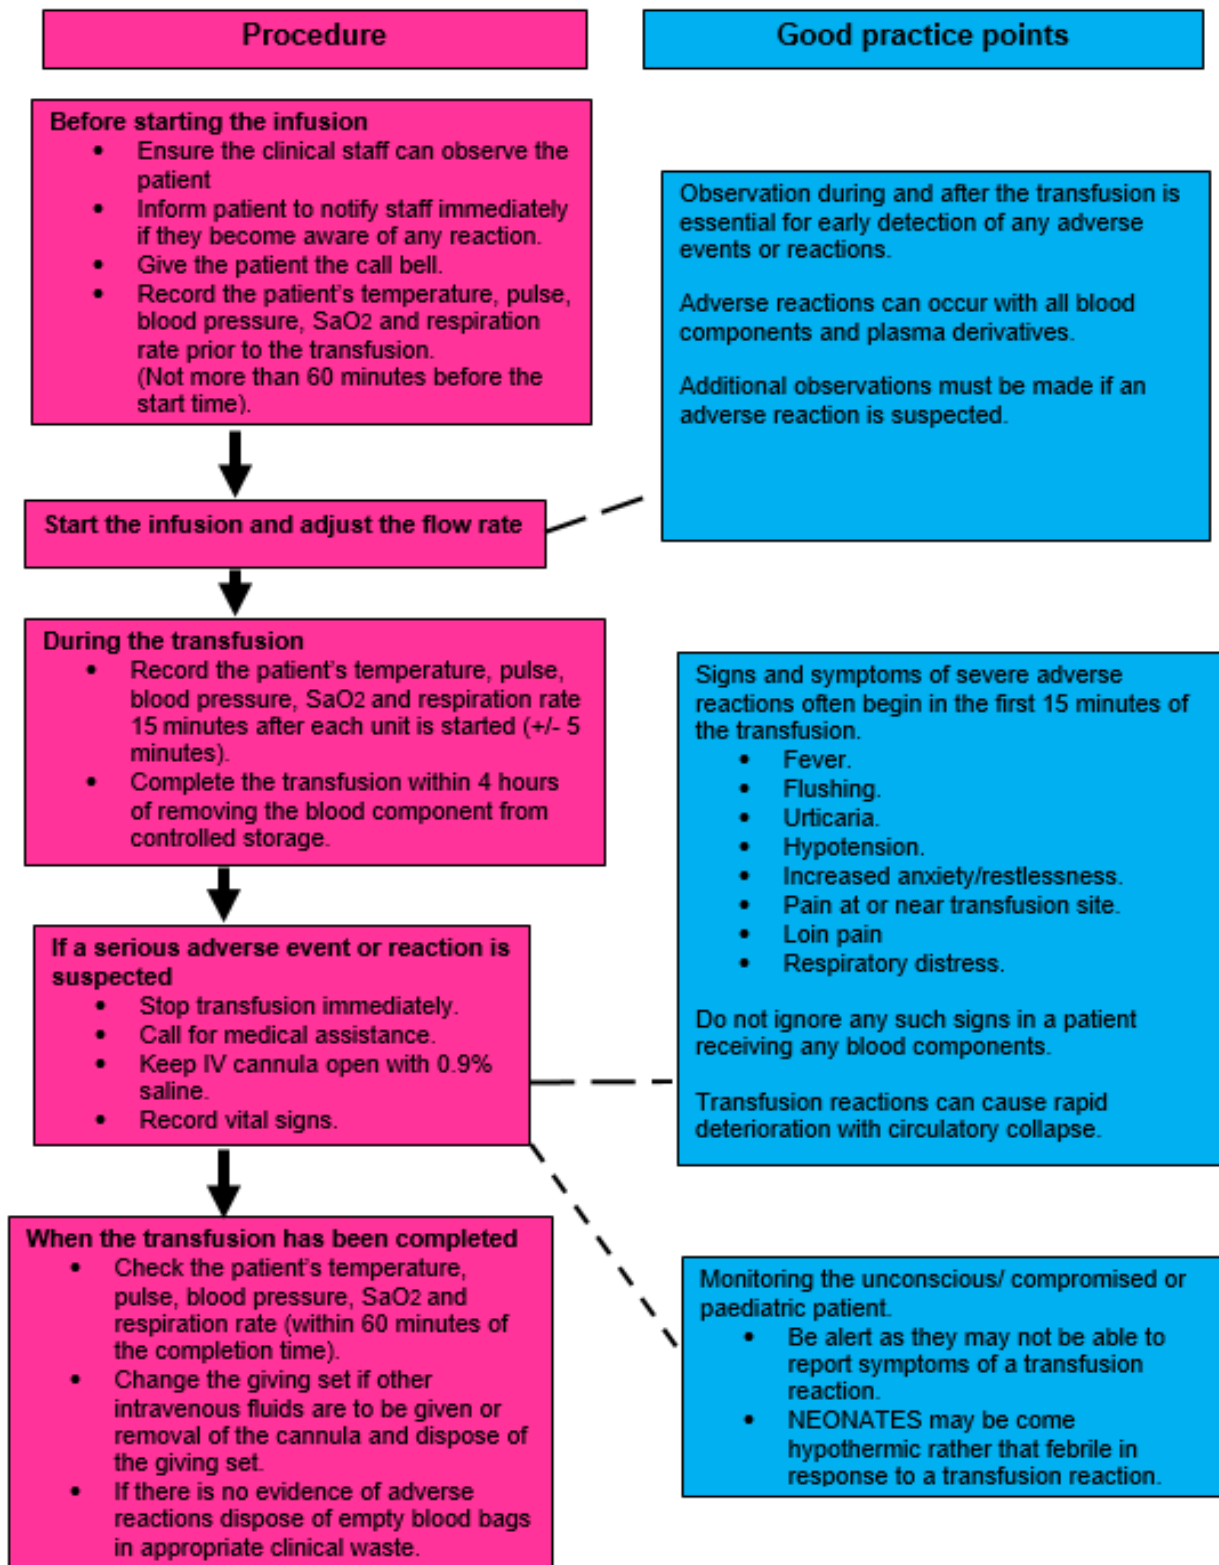 Procedure
Good practice points
Before starting the infusion
• Ensure the clinical staff can observe the
patient
• Inform patient to notify staff immediately
if they become aware of any reaction.
• Give the patient the call bell.
• Record the patient's temperature, pulse,
blood pressure, SaO2 and respiration
rate prior to the transfusion.
(Not more than 60 minutes before the
start time).
Observation during and after the transfusion is
essential for early detection of any adverse
events or reactions.
Adverse reactions can occur with all blood
components and plasma derivatives.
Additional observations must be made if an
adverse reaction is suspected.
Start the infusion and adjust the flow rate
During the transfusion
• Record the patient's temperature, pulse,
blood pressure, SaO2 and respiration rate
15 minutes after each unit is started (+/- 5
minutes).
• Complete the transfusion within 4 hours
of removing the blood component from
controlled storage.
Signs and symptoms of severe adverse
reactions often begin in the first 15 minutes of
the transfusion.
• Fever.
• Flushing.
• Urticaria.
• Hypotension.
• Increased anxiety/restlessness.
• Pain at or near transfusion site.
• Loin pain
• Respiratory distress.
Do not ignore any such signs in a patient
receiving any blood components.
Transfusion reactions can cause rapid
deterioration with circulatory collapse.
If a serious adverse event or reaction is
suspected
• Stop transfusion immediately.
• Call for medical assistance.
• Keep IV cannula open with 0.9%
saline.
• Record vital signs.
When the transfusion has been completed
• Check the patient's temperature,
pulse, blood pressure, SaO2 and
respiration rate (within 60 minutes of
the completion time).
• Change the giving set if other
intravenous fluids are to be given or
removal of the cannula and dispose of
the giving set.
• If there is no evidence of adverse
reactions dispose of empty blood bags
in appropriate clinical waste.
Monitoring the unconscious/ compromised or
paediatric patient.
• Be alert as they may not be able to
report symptoms of a transfusion
reaction.
• NEONATES may be come
hypothermic rather that febrile in
response to a transfusion reaction.